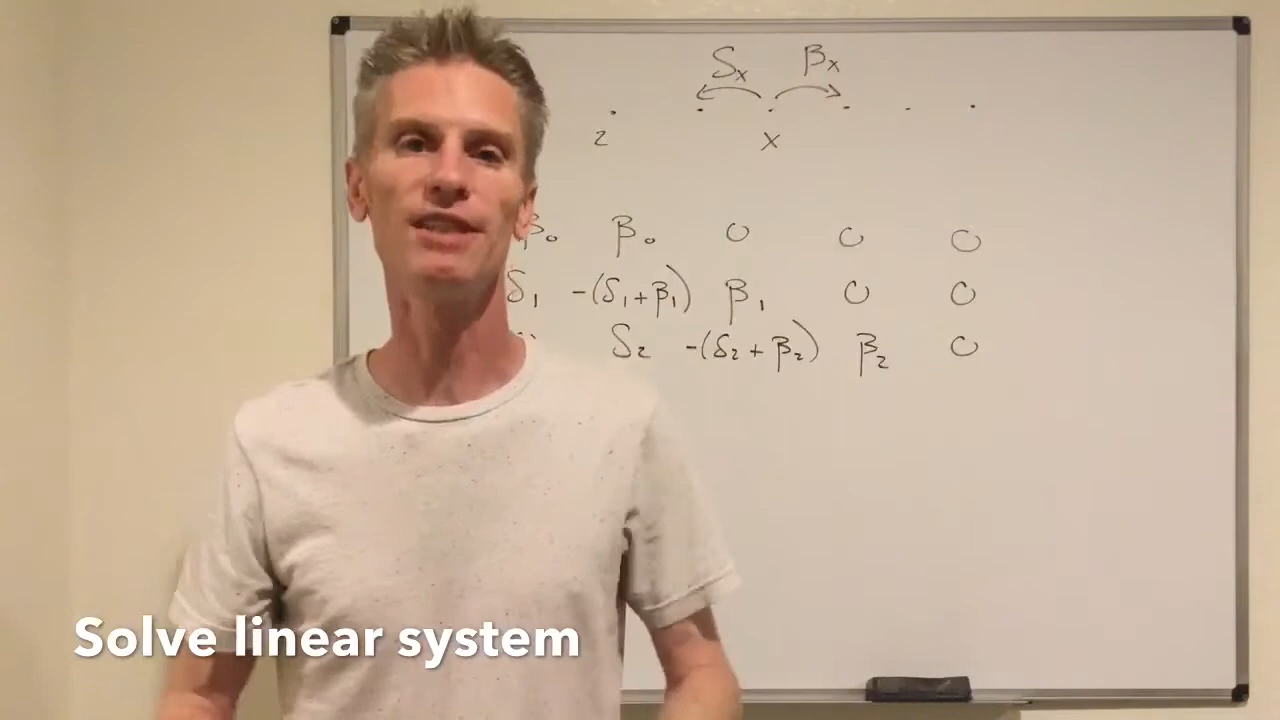 δₓ βₓ
2 x
β₀ β₀ 0 0 0
δ₁ -(δ₁+β₁) β₁ 0 0
δ₂ -(δ₂+β₂) β₂ 0
Solve linear system